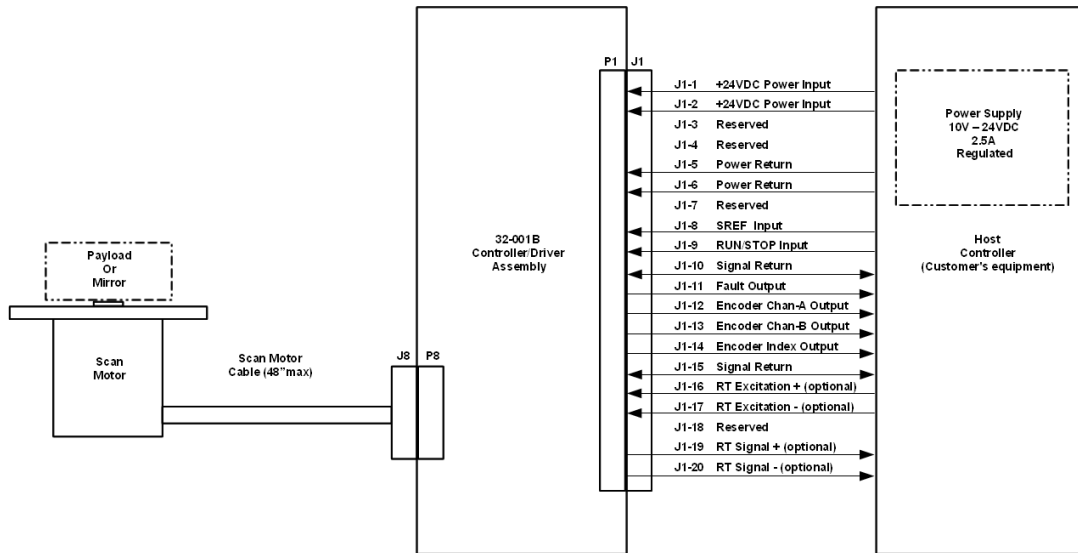 P1 J1
J1-1 +24VDC Power Input
J1-2 +24VDC Power Input
J1-3 Reserved
J1-4 Reserved
J1-5 Power Return
J1-6 Power Return
J1-7 Reserved
J1-8 SREF Input
J1-9 RUN/STOP Input
J1-10 Signal Return
J1-11 Fault Output
J1-12 Encoder Chan-A Output
J1-13 Encoder Chan-B Output
J1-14 Encoder Index Output
J1-15 Signal Return
J1-16 RT Excitation + (optional)
J1-17 RT Excitation - (optional)
J1-18 Reserved
J1-19 RT Signal + (optional)
J1-20 RT Signal - (optional)
Power Supply
10V – 24VDC
2.5A
Regulated
Host
Controller
(Customer's equipment)
32-001B
Controller/Driver
Assembly
Payload
Or
Mirror
Scan
Motor
Scan Motor
Cable (48"max)
J8 P8